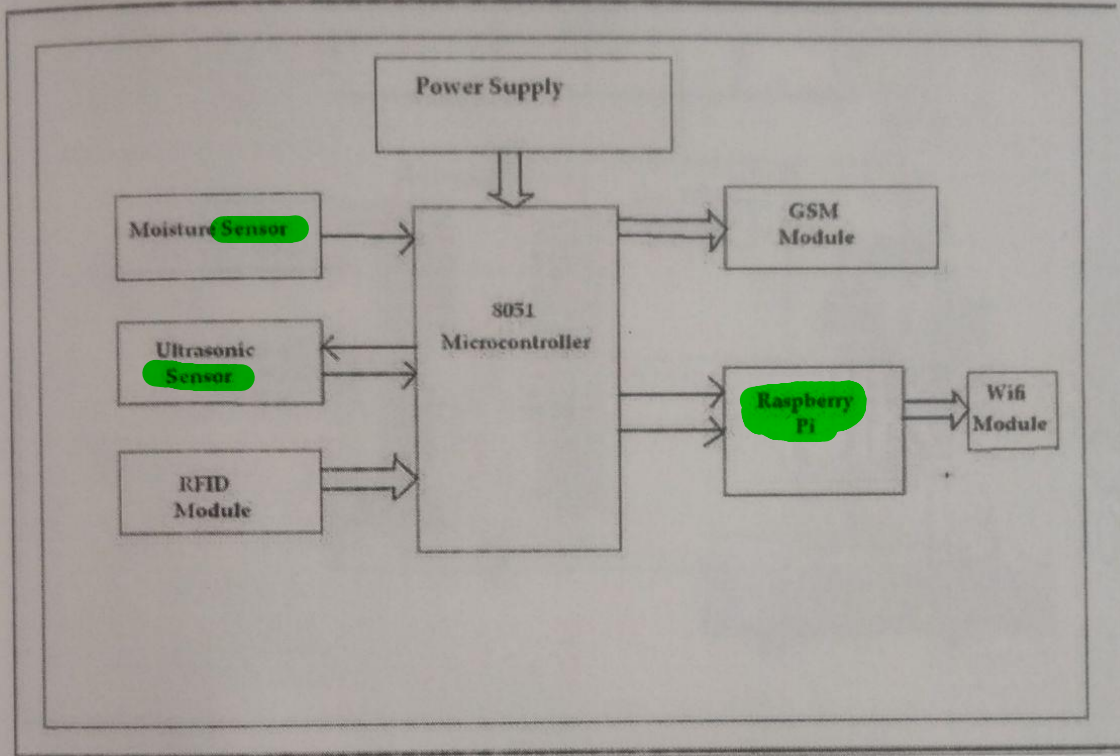 Power Supply
Moisture Sensor
GSM
Module
8051
Microcontroller
Ultrasonic
Sensor
Raspberry
Pi
Wifi
Module
RFID
Module